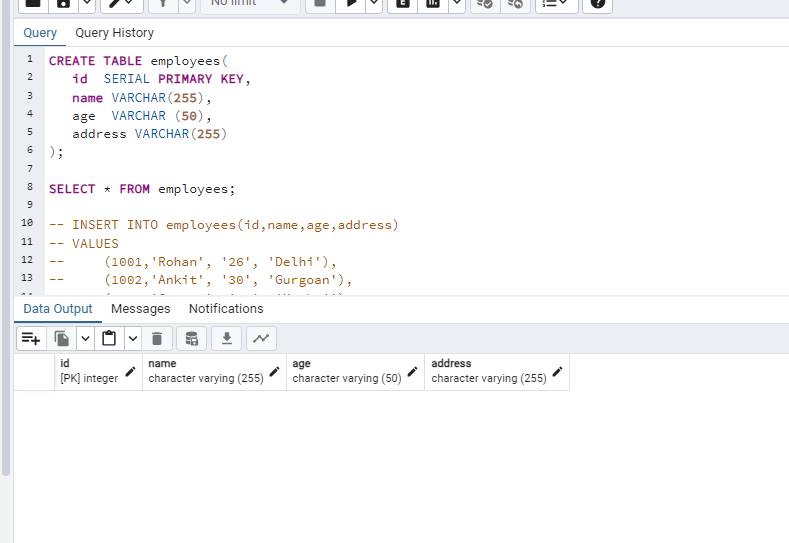 No limit
Query Query History
1 CREATE TABLE employees(
2 id SERIAL PRIMARY KEY,
3 name VARCHAR(255),
4 age VARCHAR (50),
5 address VARCHAR(255)
6 );
7
8 SELECT * FROM employees;
9
10 -- INSERT INTO employees(id,name,age,address)
11 -- VALUES
12 -- (1001,'Rohan', '26', 'Delhi'),
13 -- (1002,'Ankit', '30', 'Gurgoan'),
Data Output Messages Notifications
id name age address
[PK] integer character varying (255) character varying (50) character varying (255)